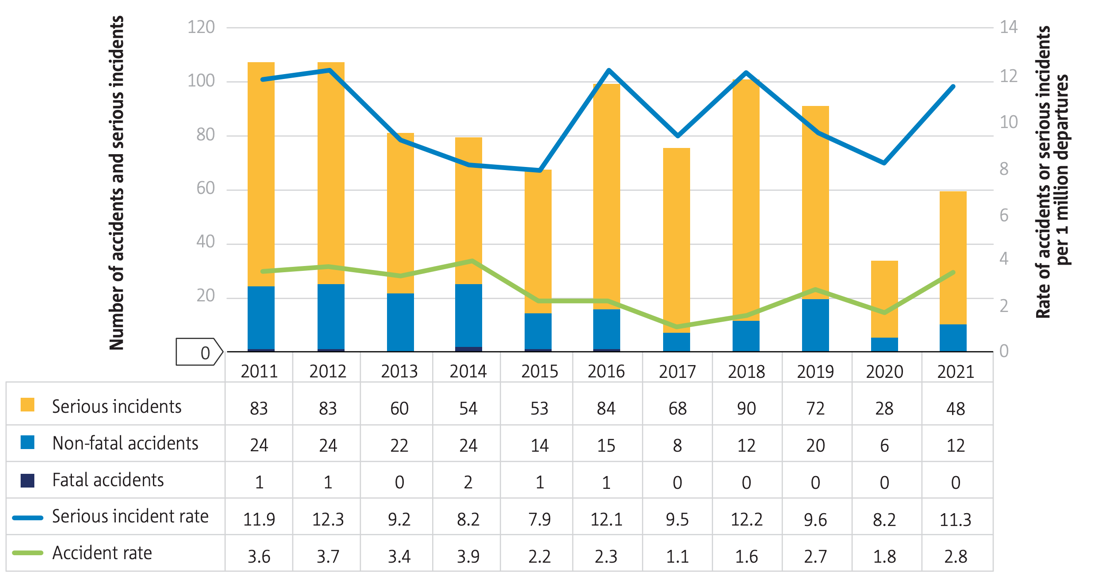 Number of accidents and serious incidents
Rate of accidents or serious incidents
per 1 million departures
120
100
80
60
40
20
0
14
12
10
8
6
4
2
0
2011 2012 2013 2014 2015 2016 2017 2018 2019 2020 2021
Serious incidents 83 83 60 54 53 84 68 90 72 28 48
Non-fatal accidents 24 24 22 24 14 15 8 12 20 6 12
Fatal accidents 1 1 0 2 1 1 0 0 0 0 0
Serious incident rate 11.9 12.3 9.2 8.2 7.9 12.1 9.5 12.2 9.6 8.2 11.3
Accident rate 3.6 3.7 3.4 3.9 2.2 2.3 1.1 1.6 2.7 1.8 2.8